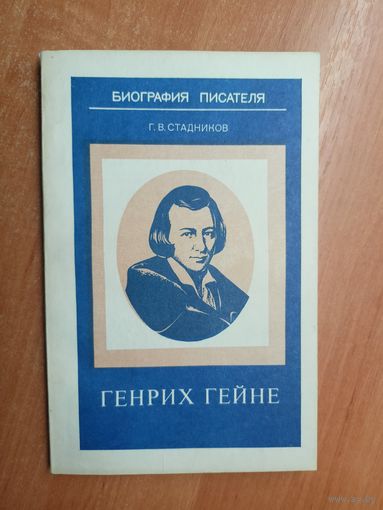 БИОГРАФИЯ ПИСАТЕЛЯ
Г. В. СТАДНИКОВ
ГЕНРИХ ГЕЙНЕ